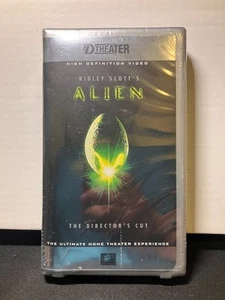 D THEATER
HIGH DEFINITION VIDEO
RIDLEY SCOTT'S
ALIEN
THE DIRECTOR'S CUT
THE ULTIMATE HOME THEATER EXPERIENCE